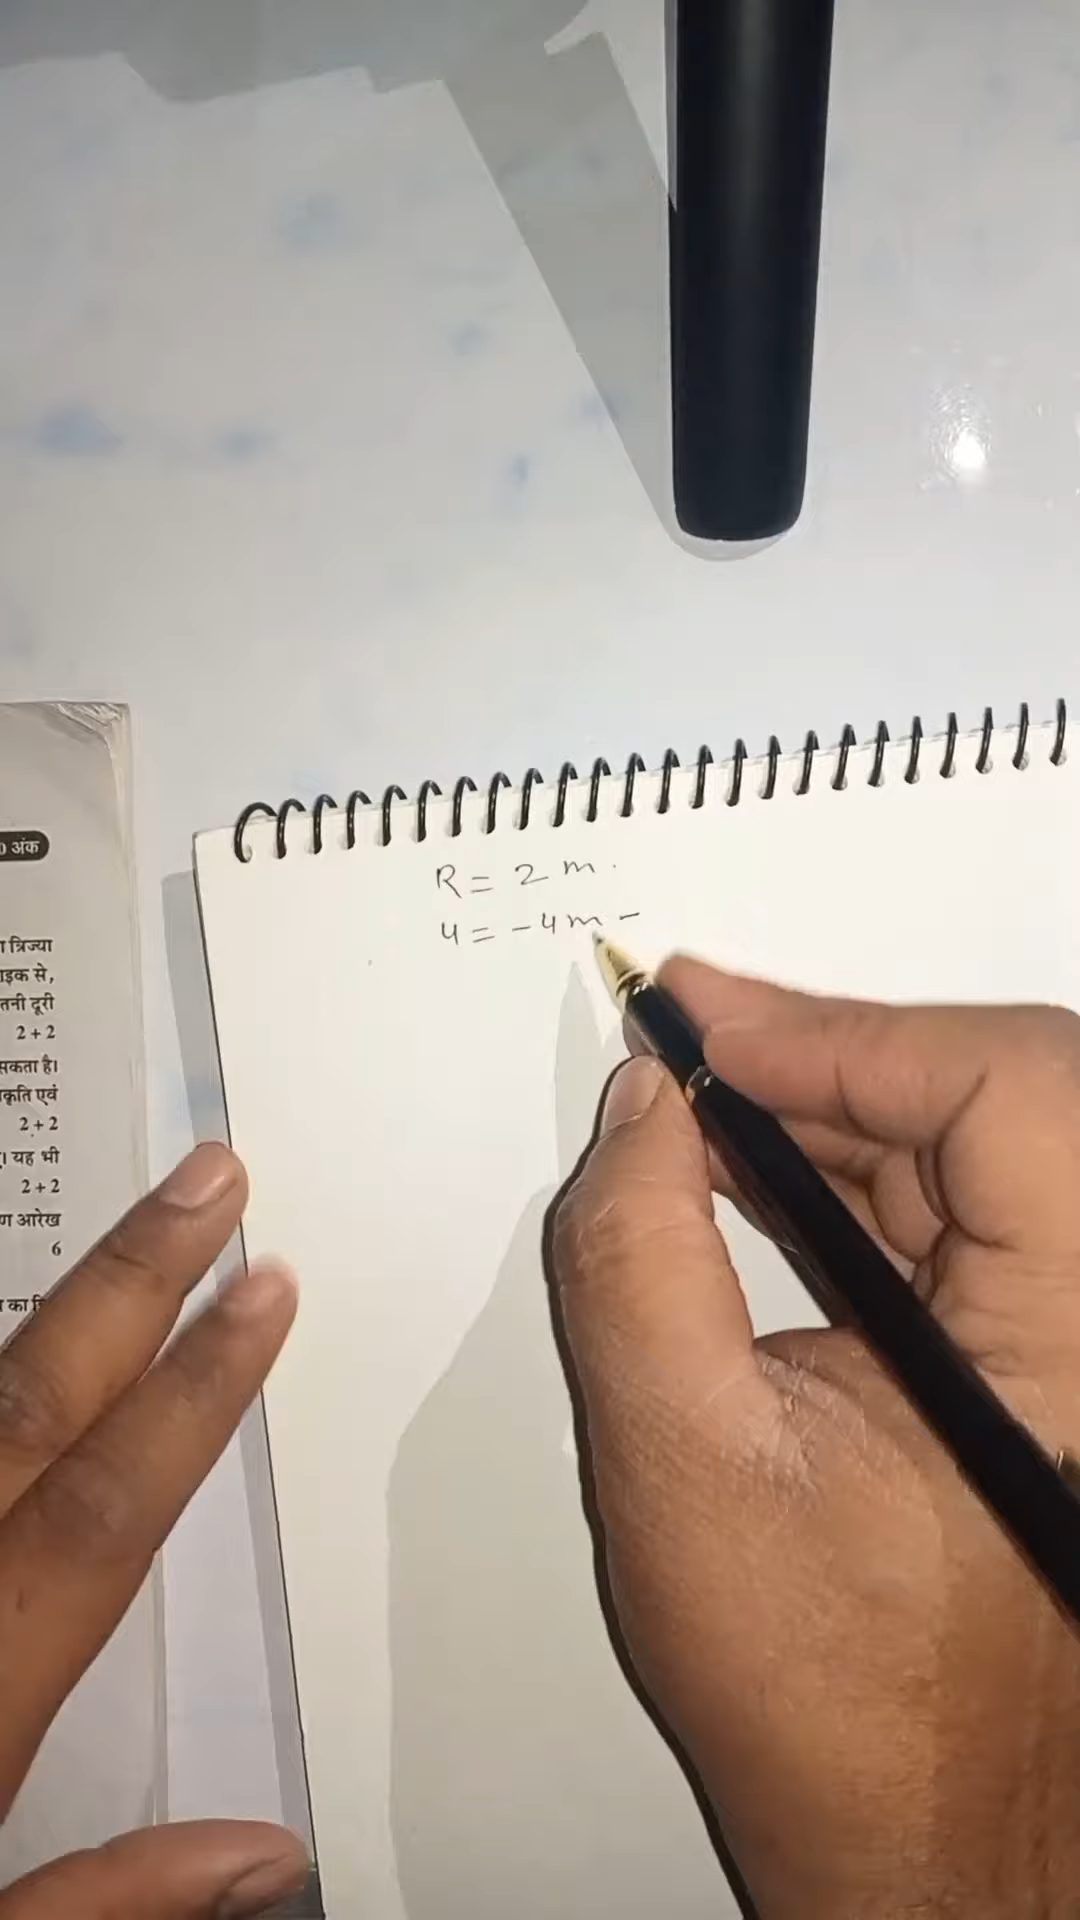 0 अंक
त्रिज्या
इक से,
तनी दूरी
2 + 2
सकता है।
कृति एवं
2 + 2
। यह भी
2 + 2
ण आरेख
6
का
R = 2 m.
u = - 4 m -